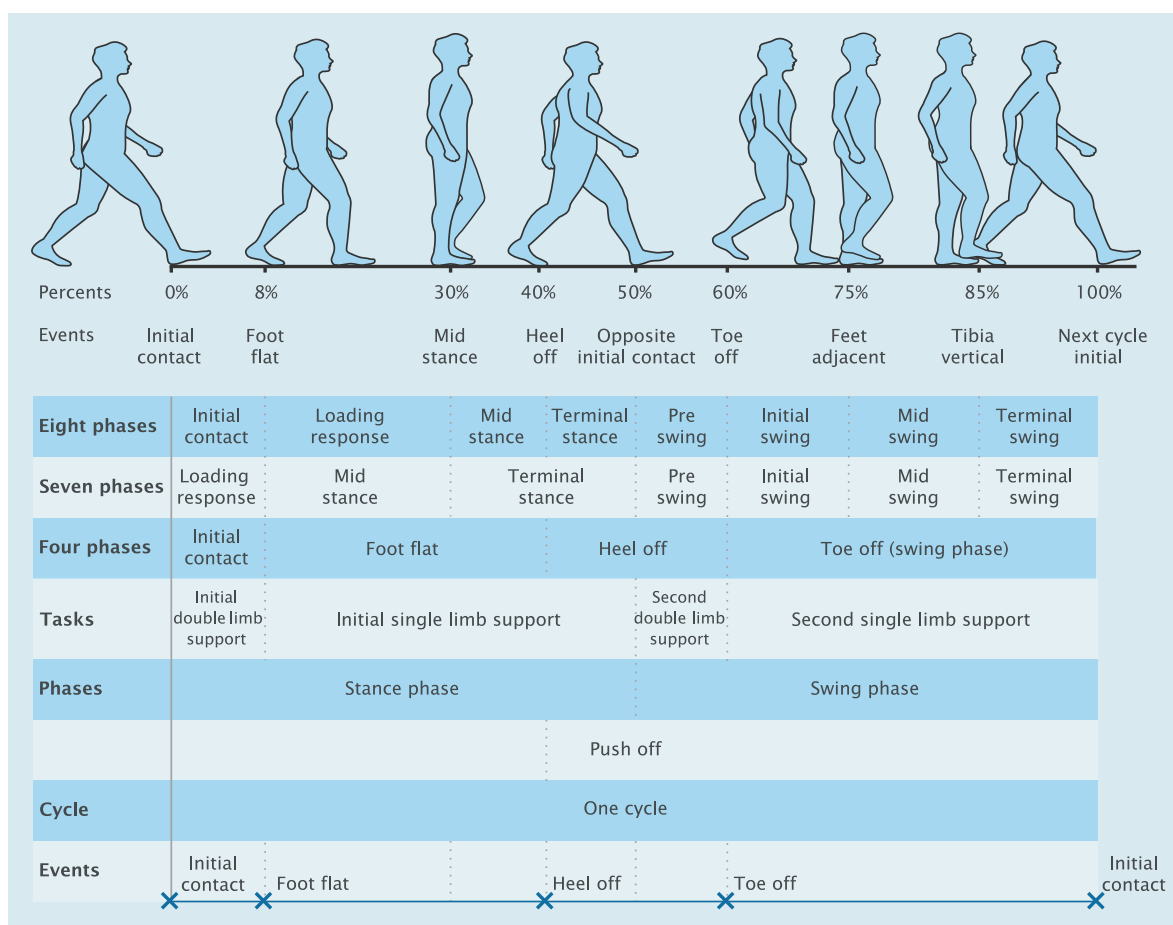 Percents 0% 8% 30% 40% 50% 60% 75% 85% 100%
Events Initial Foot Mid Heel Opposite Toe Feet Tibia Next cycle
contact flat stance off initial contact off adjacent vertical initial
Eight phases Initial Loading Mid Terminal Pre Initial Mid Terminal
contact response stance stance swing swing swing swing
Seven phases Loading Mid Terminal Pre Initial Mid Terminal
response stance stance swing swing swing swing
Four phases Initial Foot flat Heel off Toe off (swing phase)
contact
Tasks Initial Initial single limb support Second Second single limb support
double limb double limb
support support
Phases Stance phase Swing phase
Push off
Cycle One cycle
Events Initial Foot flat Heel off Toe off Initial
contact contact